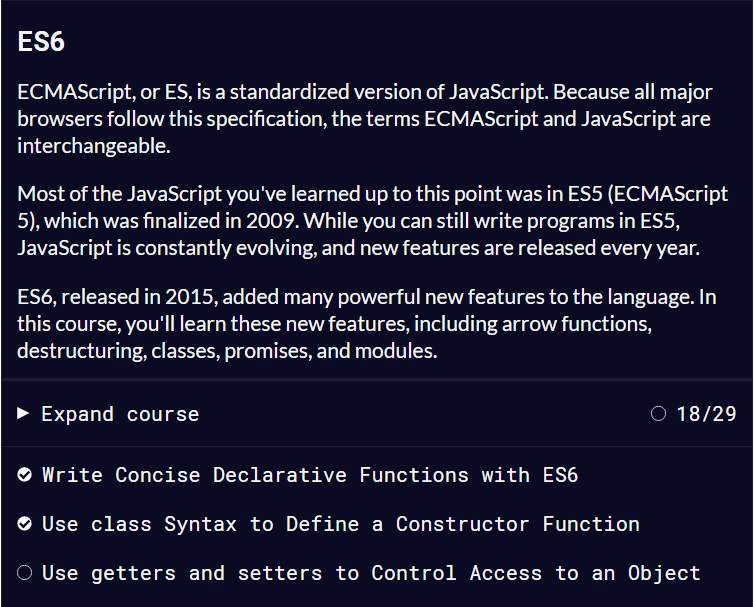 ES6
ECMAScript, or ES, is a standardized version of JavaScript. Because all major
browsers follow this specification, the terms ECMAScript and JavaScript are
intercheangeable.
Most of the JavaScript you've learned up to this point was in ES5 (ECMAScript
5), which was finalized in 2009. While you can still write programs in ES5,
JavaScript is constantly evolving, and new features are released every year.
ES6, released in 2015, added many powerful new features to the language. In
this course, you'll learn these new features, including arrow functions,
destructuring, classes, promises, and modules.
Expand course 18/29
Write Concise Declarative Functions with ES6
Use class Syntax to Define a Constructor Function
Use getters and setters to Control Access to an Object